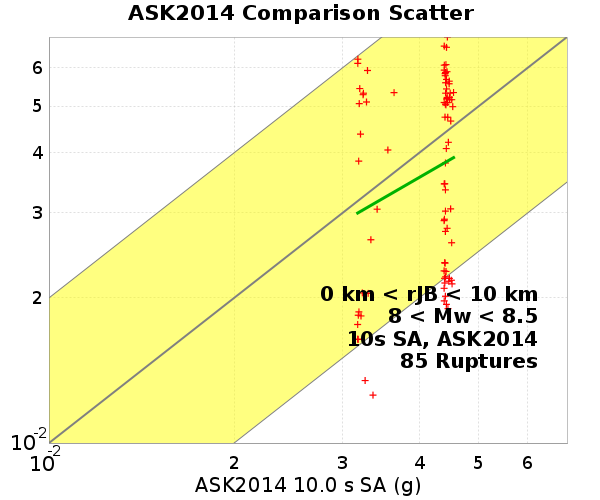 ASK2014 Comparison Scatter
6
5
4
3
2
10-2
0 km < rJB < 10 km
8 < Mw < 8.5
10s SA, ASK2014
85 Ruptures
10-2
2
3
4
5
6
ASK2014 10.0 s SA (g)